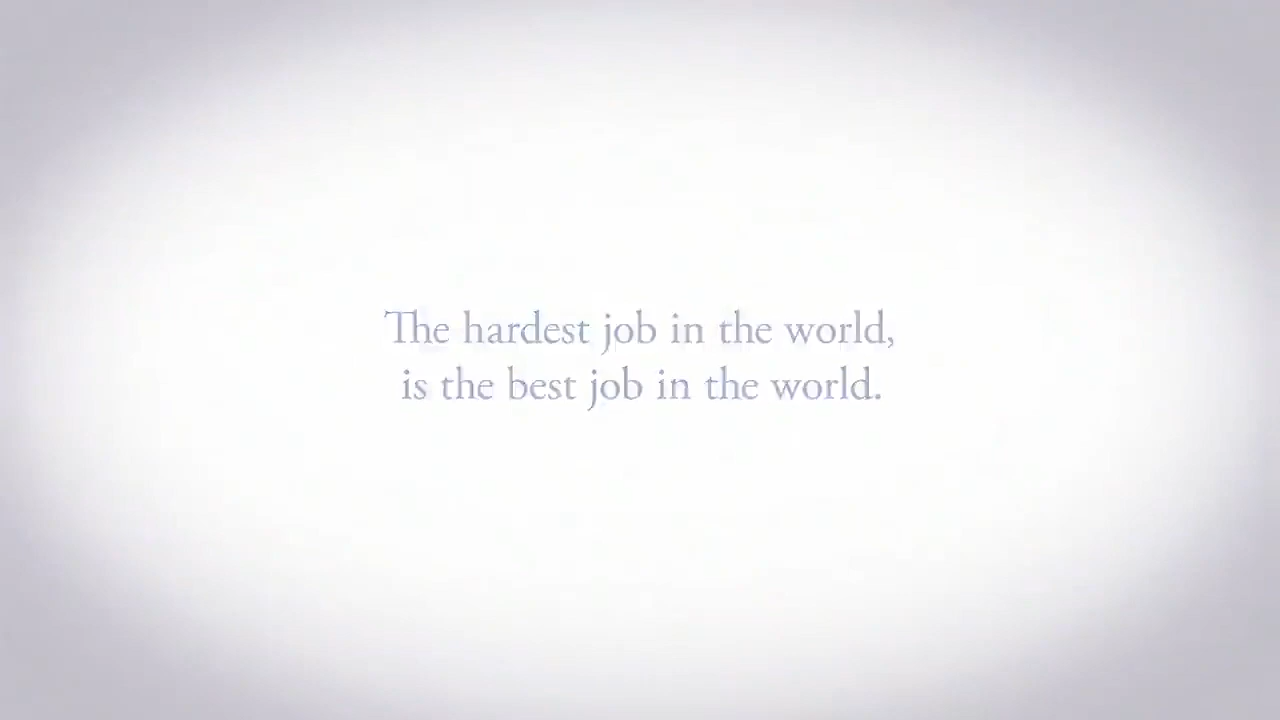 The hardest job in the world,
is the best job in the world.